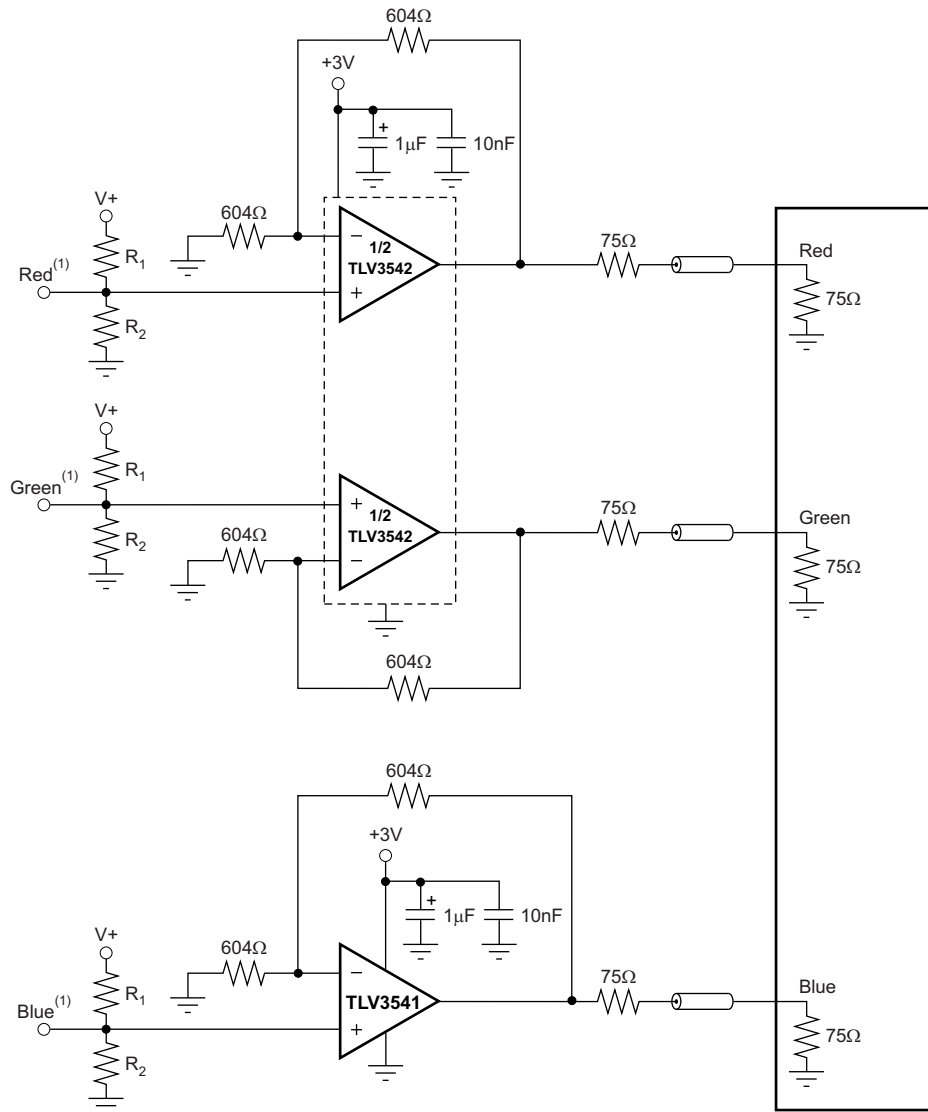 604Ω
+3V
+
1μF
10nF
V+
604Ω
R1
Red(1)
R2
−
1/2
TLV3542
+
75Ω
Red
75Ω
V+
R1
Green(1)
R2
+
1/2
TLV3542
−
604Ω
75Ω
Green
75Ω
604Ω
604Ω
+3V
+
1μF
10nF
V+
604Ω
R1
Blue(1)
R2
−
TLV3541
+
75Ω
Blue
75Ω